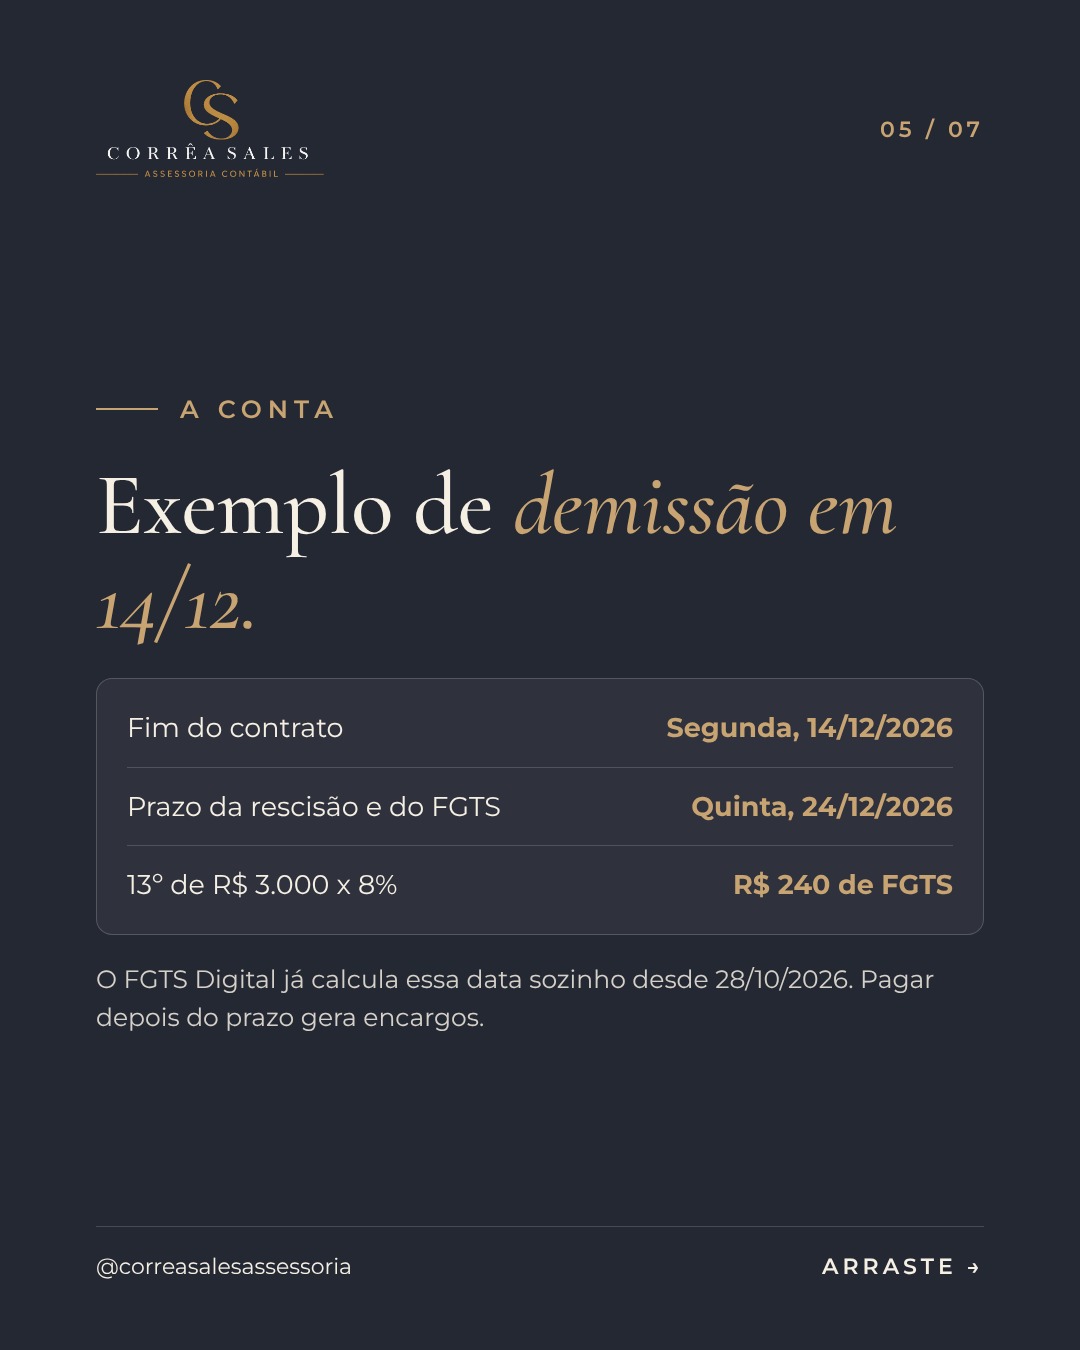 CS
CORRÊA SALES
ASSESSORIA CONTÁBIL
05 / 07
A CONTA
Exemplo de demissão em
14/12.
Fim do contrato Segunda, 14/12/2026
Prazo da rescisão e do FGTS Quinta, 24/12/2026
13º de R$ 3.000 x 8% R$ 240 de FGTS
O FGTS Digital já calcula essa data sozinho desde 28/10/2026. Pagar
depois do prazo gera encargos.
@correasalesassessoria ARRASTE →